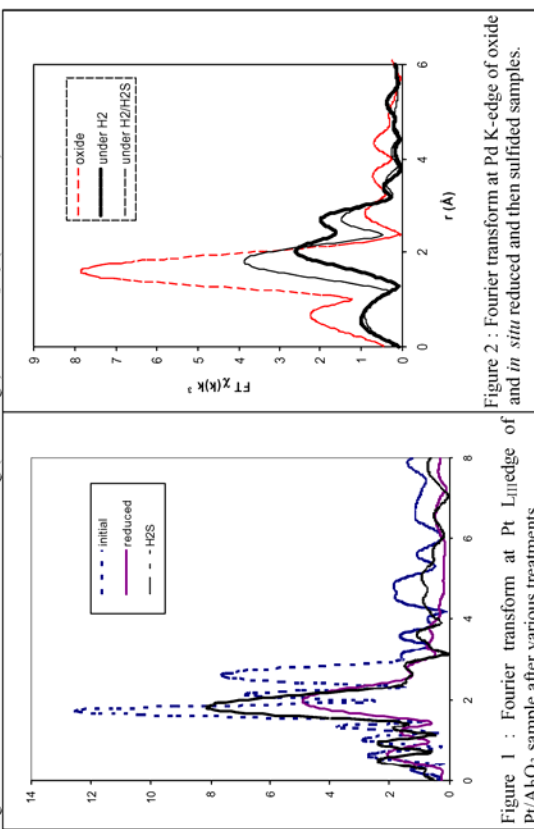 14
12
10
8
6
4
2
0
0
2
4
6
8
initial
reduced
H2S
Figure 1 : Fourier transform at Pt LIIIedge of
Pt/Al2O3 sample after various treatments
9
8
7
6
5
4
3
2
1
0
FT χ(k)k³
0
2
4
6
r (Å)
oxide
under H2
under H2/H2S
Figure 2 : Fourier transform at Pd K-edge of oxide
and in situ reduced and then sulfided samples.